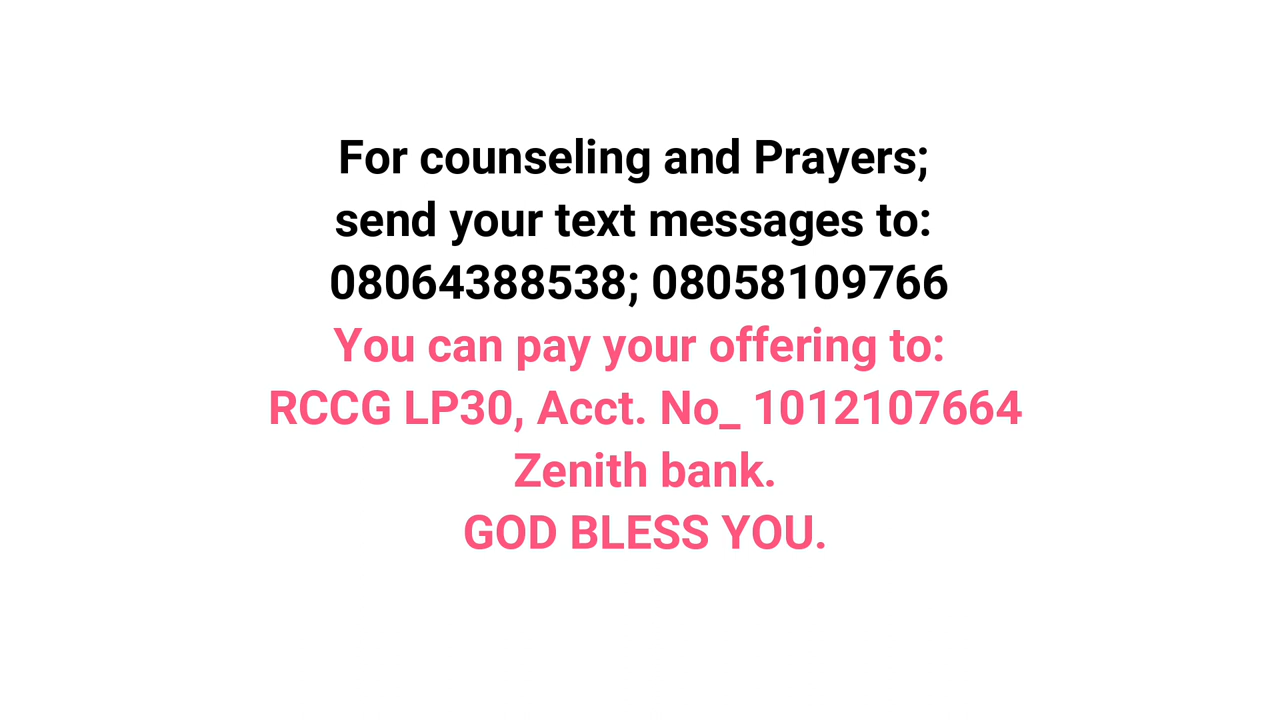 For counseling and Prayers;
send your text messages to:
08064388538; 08058109766
You can pay your offering to:
RCCG LP30, Acct. No_ 1012107664
Zenith bank.
GOD BLESS YOU.